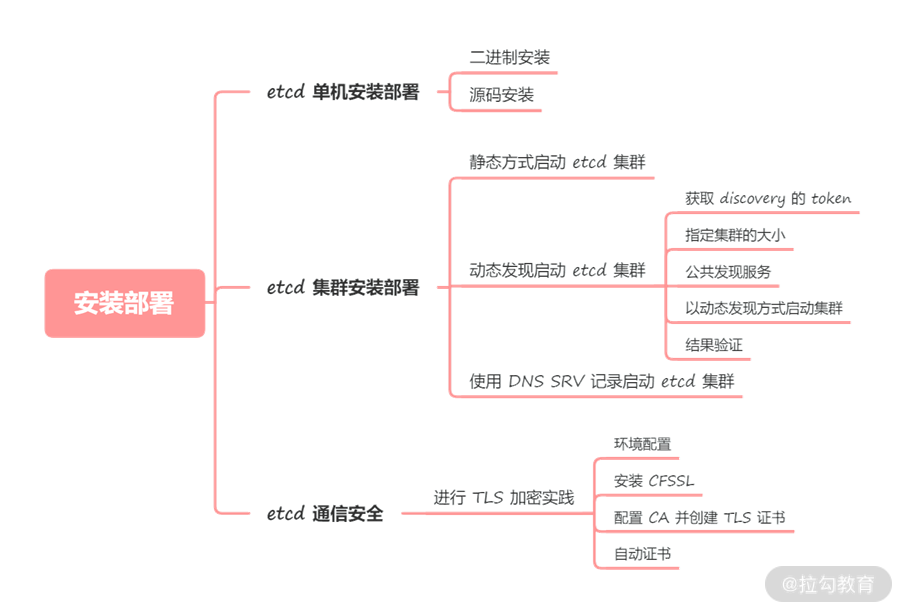 安装部署
etcd 单机安装部署
二进制安装
源码安装
etcd 集群安装部署
静态方式启动 etcd 集群
动态发现启动 etcd 集群
获取 discovery 的 token
指定集群的大小
公共发现服务
以动态发现方式启动集群
结果验证
使用 DNS SRV 记录启动 etcd 集群
etcd 通信安全
进行 TLS 加密实践
环境配置
安装 CFSSL
配置 CA 并创建 TLS 证书
自动证书
@拉勾教育